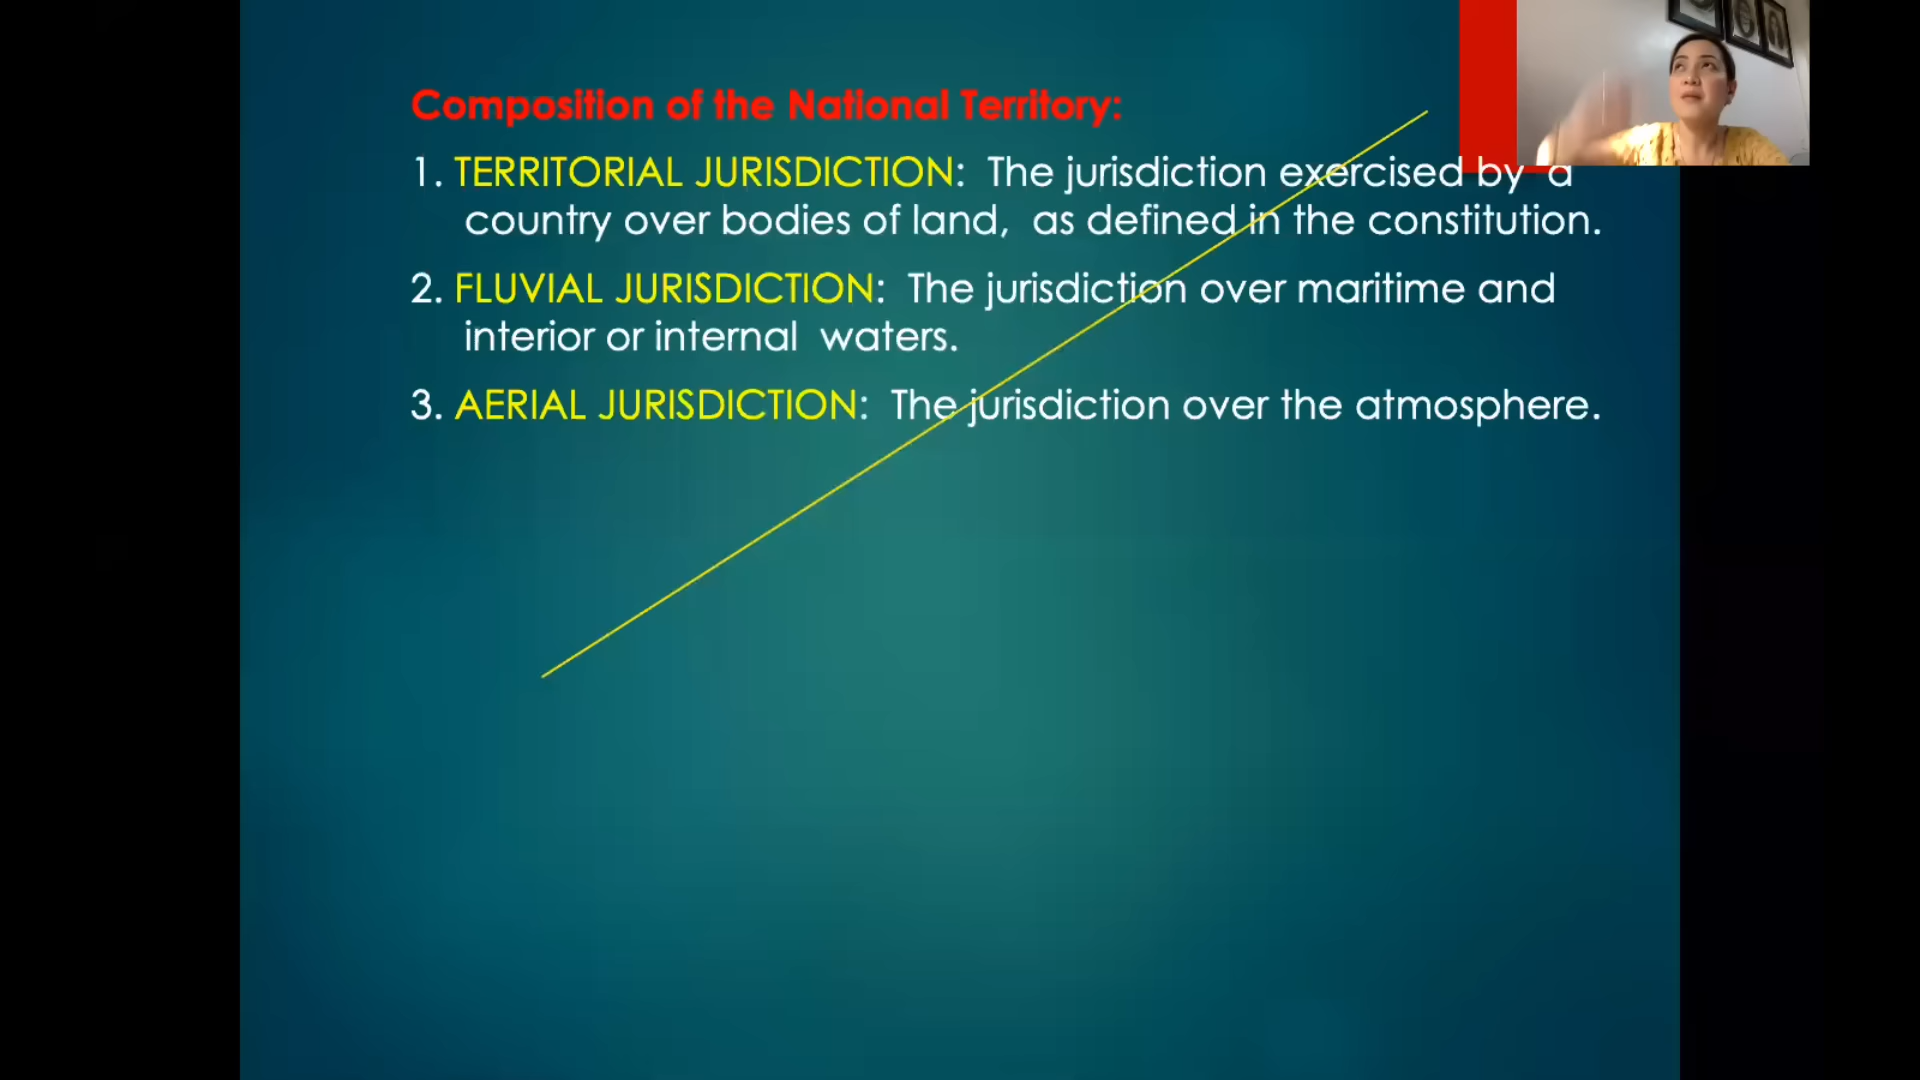 Composition of the National Territory:
1. TERRITORIAL JURISDICTION: The jurisdiction exercised by a
country over bodies of land, as defined in the constitution.
2. FLUVIAL JURISDICTION: The jurisdiction over maritime and
interior or internal waters.
3. AERIAL JURISDICTION: The jurisdiction over the atmosphere.